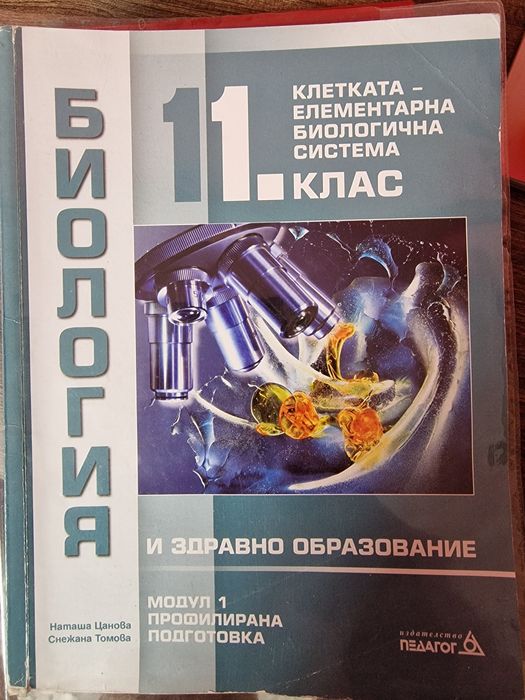 БИОЛОГИЯ
11.
КЛЕТКАТА –
ЕЛЕМЕНТАРНА
БИОЛОГИЧНА
СИСТЕМА
КЛАС
И ЗДРАВНО ОБРАЗОВАНИЕ
МОДУЛ 1
ПРОФИЛИРАНА
ПОДГОТОВКА
Наташа Цанова
Снежана Томова
издателство
ПЕДАГОГ 6